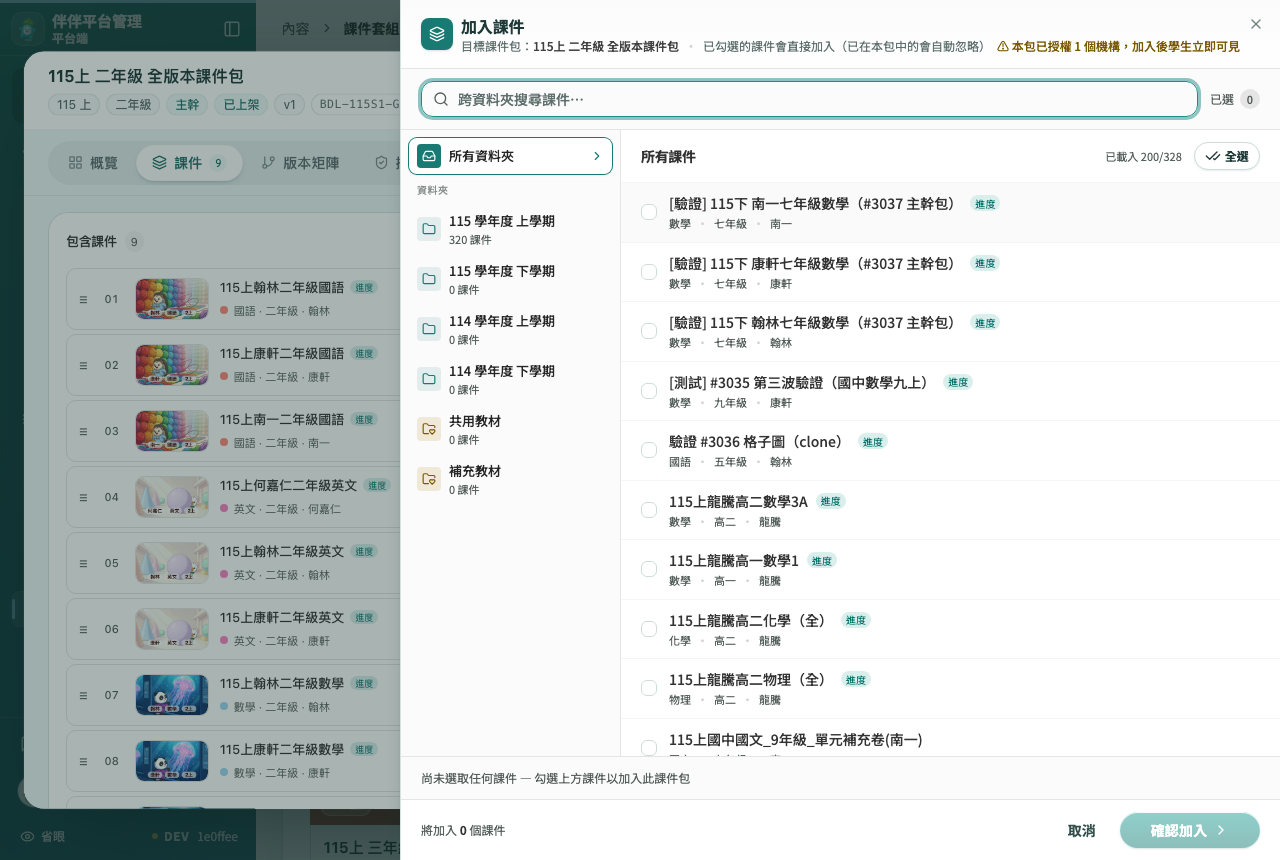 伴伴平台管理
平台端
內容 > 課件套組
115上 二年級 全版本課件包
115 上
二年級
主幹
已上架
v1
BDL-115S1-G
概覽
課件 9
版本矩陣
包含課件 9
01
115上翰林二年級國語 進度
國語 · 二年級 · 翰林
02
115上康軒二年級國語 進度
國語 · 二年級 · 康軒
03
115上南一二年級國語 進度
國語 · 二年級 · 南一
04
115上何嘉仁二年級英文 進度
英文 · 二年級 · 何嘉仁
05
115上翰林二年級英文 進度
英文 · 二年級 · 翰林
06
115上康軒二年級英文 進度
英文 · 二年級 · 康軒
07
115上翰林二年級數學 進度
數學 · 二年級 · 翰林
08
115上康軒二年級數學 進度
數學 · 二年級 · 康軒
省眼
DEV 1e0ffee
115上 三年
加入課件
目標課件包：115上 二年級 全版本課件包 • 已勾選的課件會直接加入（已在本包中的會自動忽略） 本包已授權 1 個機構，加入後學生立即可見
跨資料夾搜尋課件⋯
已選 0
所有資料夾
資料夾
115 學年度 上學期
320 課件
115 學年度 下學期
0 課件
114 學年度 上學期
0 課件
114 學年度 下學期
0 課件
共用教材
0 課件
補充教材
0 課件
所有課件
已載入 200/328
全選
[驗證] 115下 南一七年級數學（#3037 主幹包） 進度
數學 • 七年級 • 南一
[驗證] 115下 康軒七年級數學（#3037 主幹包） 進度
數學 • 七年級 • 康軒
[驗證] 115下 翰林七年級數學（#3037 主幹包） 進度
數學 • 七年級 • 翰林
[測試] #3035 第三波驗證（國中數學九上） 進度
數學 • 九年級 • 康軒
驗證 #3036 格子圖（clone） 進度
國語 • 五年級 • 翰林
115上龍騰高二數學3A 進度
數學 • 高二 • 龍騰
115上龍騰高一數學1 進度
數學 • 高一 • 龍騰
115上龍騰高二化學（全） 進度
化學 • 高二 • 龍騰
115上龍騰高二物理（全） 進度
物理 • 高二 • 龍騰
115上國中國文_9年級_單元補充卷(南一)
尚未選取任何課件 — 勾選上方課件以加入此課件包
將加入 0 個課件
取消
確認加入